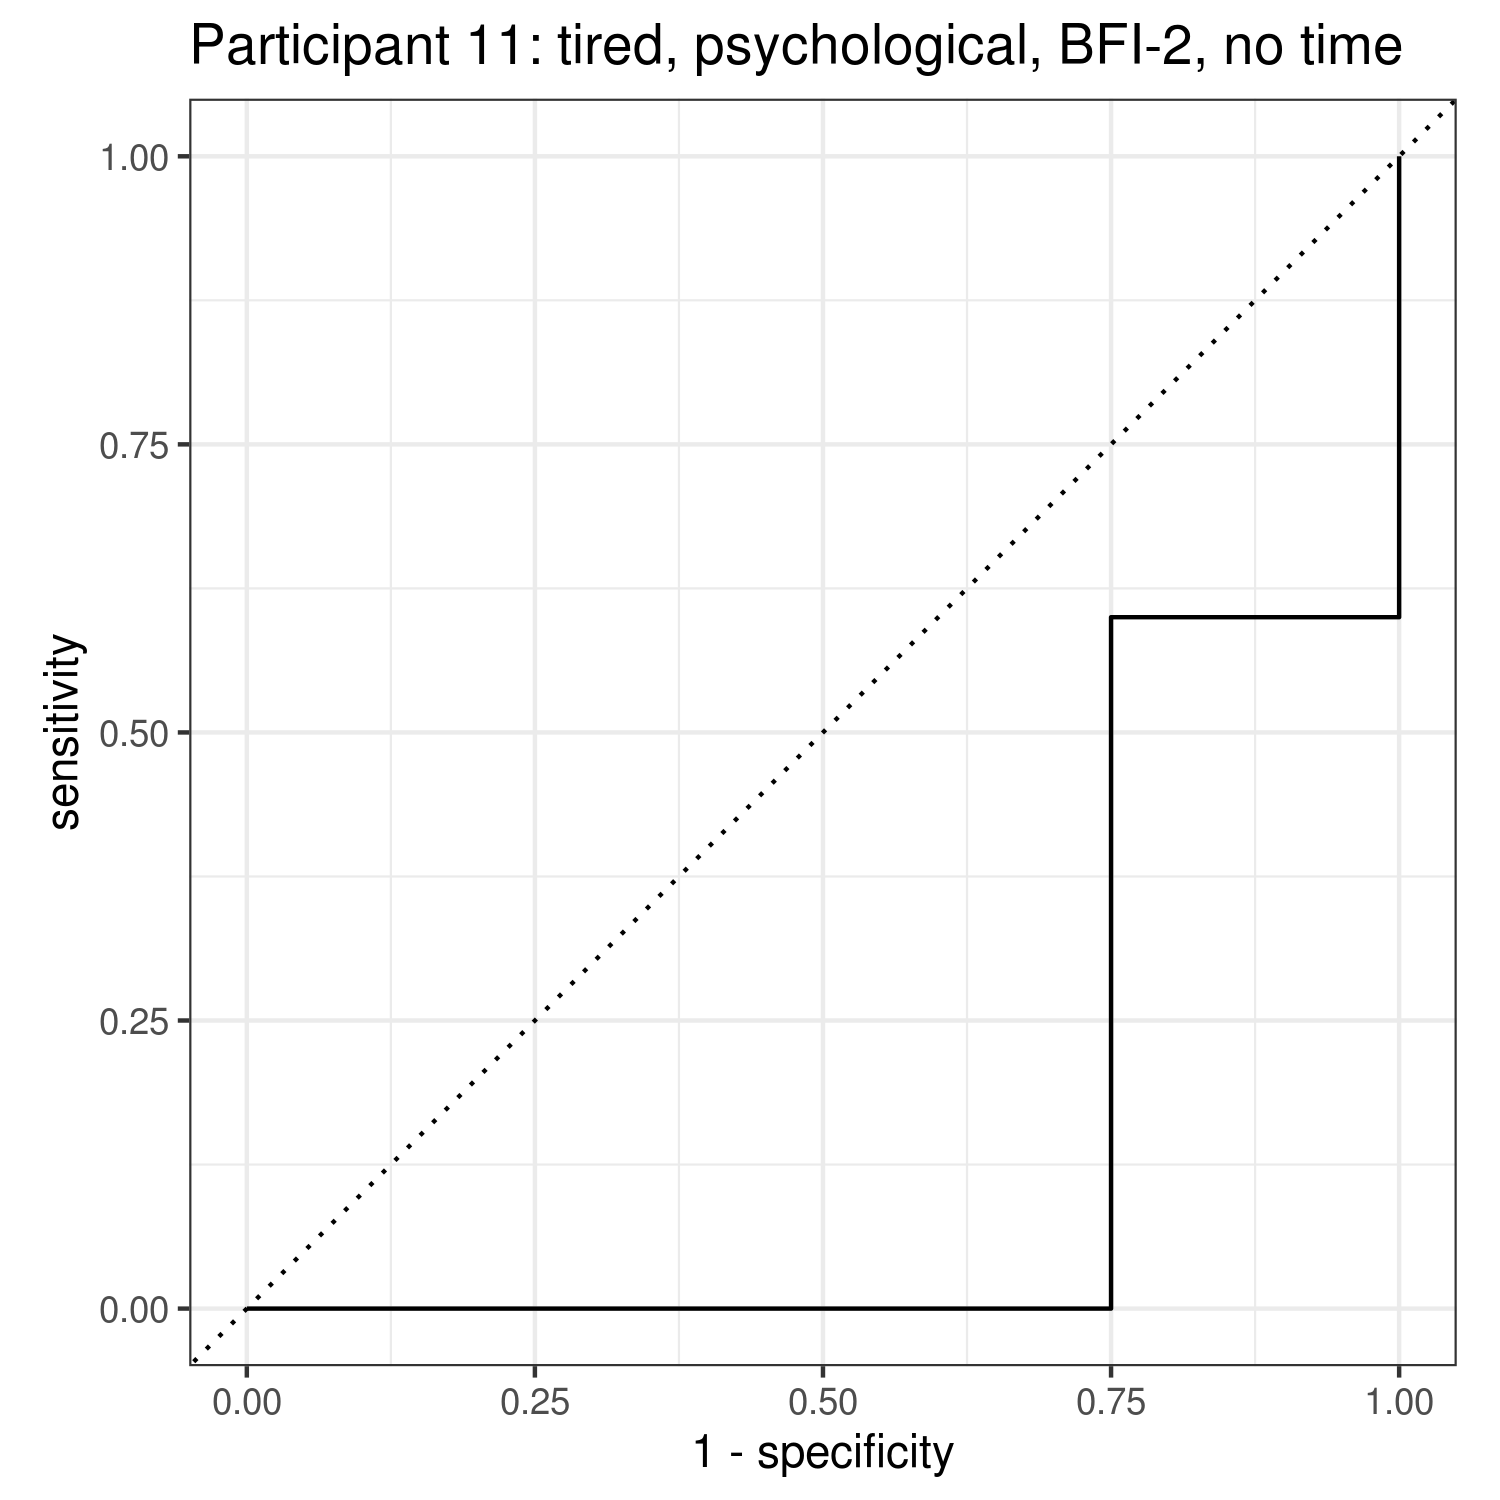 Participant 11: tired, psychological, BFI-2, no time
1.00
0.75
0.50
0.25
0.00
sensitivity
0.00 0.25 0.50 0.75 1.00
1 - specificity